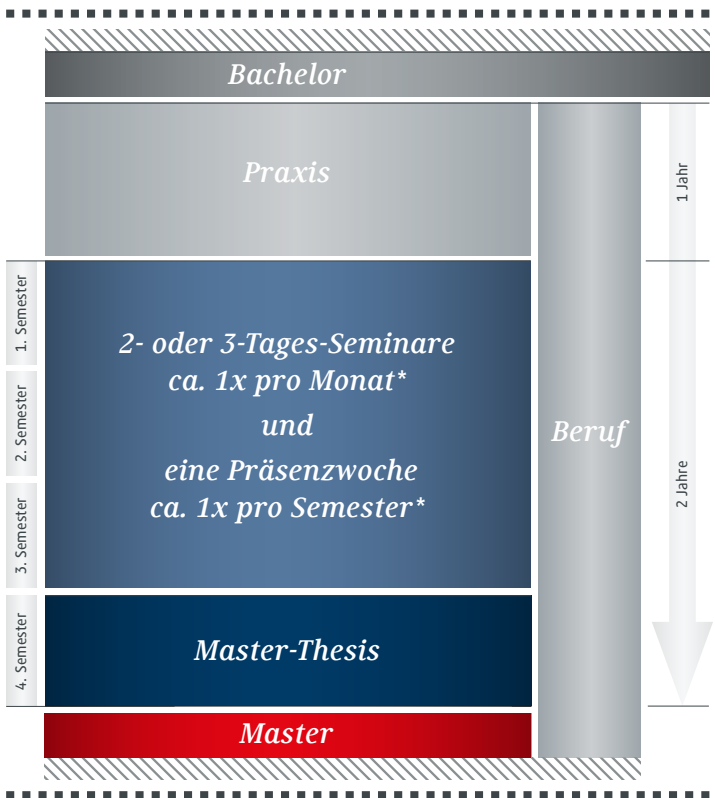 Bachelor
Praxis
1 Jahr
1. Semester
2- oder 3-Tages-Seminare
ca. 1x pro Monat*
und
eine Präsenzwoche
ca. 1x pro Semester*
2. Semester
3. Semester
Beruf
2 Jahre
4. Semester
Master-Thesis
Master